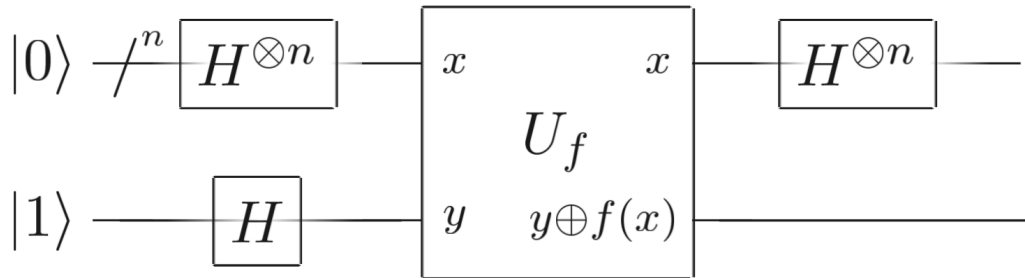 |0⟩ n H⊗n x x H⊗n
U_f
|1⟩ H y y⊕f(x)